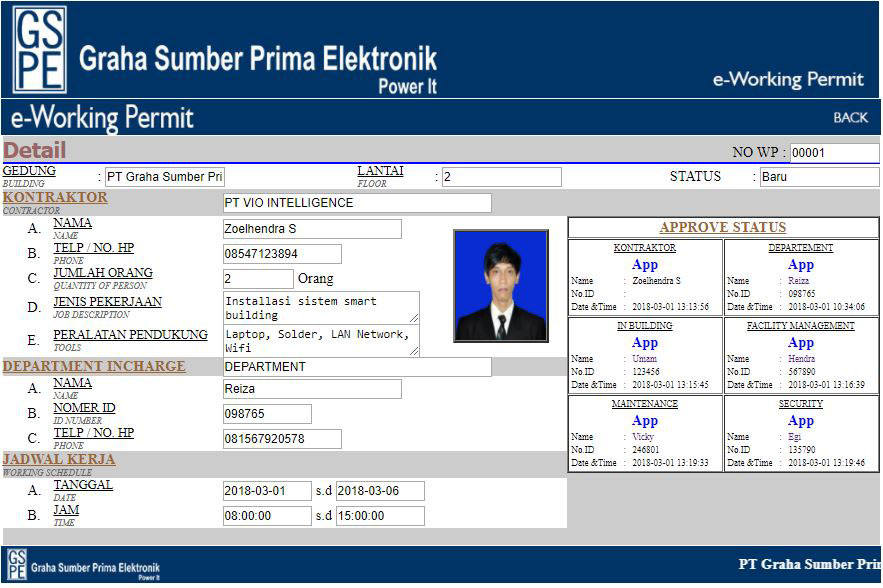 GS
PE
Graha Sumber Prima Elektronik
Power It
e-Working Permit
e-Working Permit
BACK
Detail
NO WP : 00001
GEDUNG : PT Graha Sumber Pri LANTAI : 2 STATUS : Baru
BUILDING FLOOR
KONTRAKTOR PT VIO INTELLIGENCE
CONTRACTOR
A. NAMA Zoelhendra S
NAME
B. TELP / NO. HP 08547123894
PHONE
C. JUMLAH ORANG 2 Orang
QUANTITY OF PERSON
D. JENIS PEKERJAAN Installasi sistem smart
JOB DESCRIPTION building
E. PERALATAN PENDUKUNG Laptop, Solder, LAN Network,
TOOLS Wifi
DEPARTMENT INCHARGE DEPARTMENT
A. NAMA Reiza
NAME
B. NOMER ID 098765
ID NUMBER
C. TELP / NO. HP 081567920578
PHONE
JADWAL KERJA
WORKING SCHEDULE
A. TANGGAL 2018-03-01 s.d 2018-03-06
DATE
B. JAM 08:00:00 s.d 15:00:00
TIME
APPROVE STATUS
KONTRAKTOR
App
Name : Zoelhendra S
No.ID :
Date &Time : 2018-03-01 13:13:56
DEPARTEMENT
App
Name : Reiza
No.ID : 098765
Date &Time : 2018-03-01 10:34:06
IN BUILDING
App
Name : Umam
No.ID : 123456
Date &Time : 2018-03-01 13:15:45
FACILITY MANAGEMENT
App
Name : Hendra
No.ID : 567890
Date &Time : 2018-03-01 13:16:39
MAINTENANCE
App
Name : Vicky
No.ID : 246801
Date &Time : 2018-03-01 13:19:33
SECURITY
App
Name : Egi
No.ID : 135790
Date &Time : 2018-03-01 13:19:46
GS
PE
Graha Sumber Prima Elektronik
Power It
PT Graha Sumber Pri